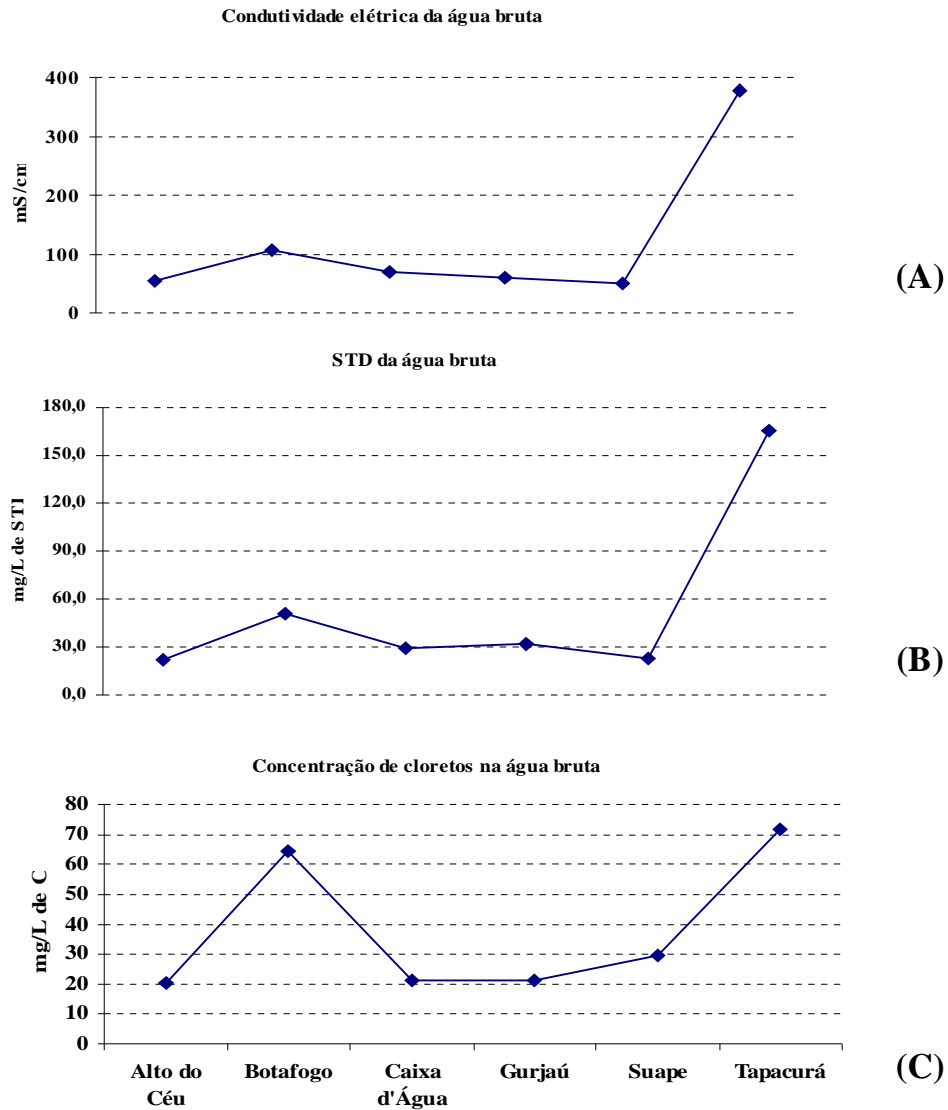 Condutividade elétrica da água bruta
400
300
200
100
0
mS/cm
(A)
STD da água bruta
180,0
150,0
120,0
90,0
60,0
30,0
0,0
mg/L de STI
(B)
Concentração de cloretos na água bruta
80
70
60
50
40
30
20
10
0
mg/L de C
Alto do Céu
Botafogo
Caixa d'Água
Gurjaú
Suape
Tapacurá
(C)